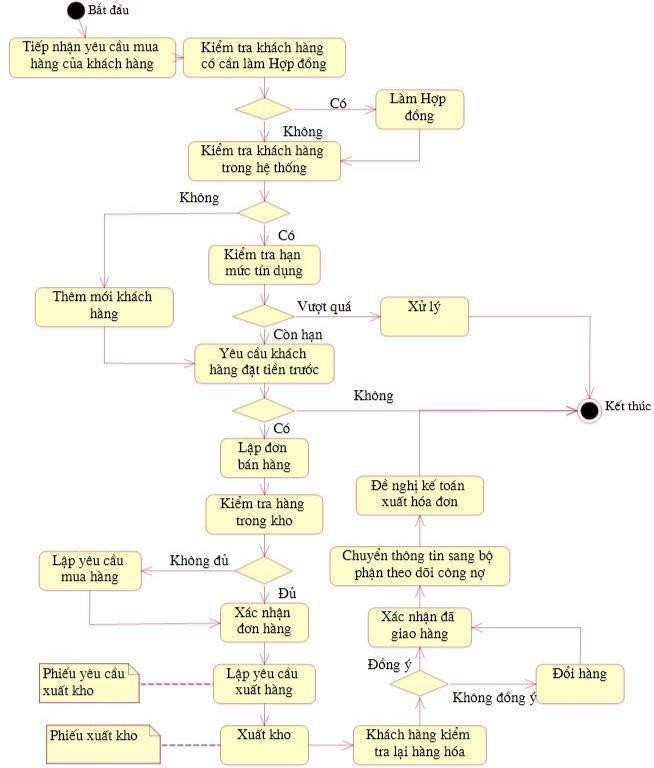 Bắt đầu
Tiếp nhận yêu cầu mua
hàng của khách hàng
Kiểm tra khách hàng
có cần làm Hợp đồng
Có
Làm Hợp
đồng
Không
Kiểm tra khách hàng
trong hệ thống
Không
Có
Kiểm tra hạn
mức tín dụng
Thêm mới khách
hàng
Vượt quá
Xử lý
Còn hạn
Yêu cầu khách
hàng đặt tiền trước
Không
Kết thúc
Có
Lập đơn
bán hàng
Kiểm tra hàng
trong kho
Đề nghị kế toán
xuất hóa đơn
Không đủ
Lập yêu cầu
mua hàng
Chuyển thông tin sang bộ
phận theo dõi công nợ
Đủ
Xác nhận
đơn hàng
Xác nhận đã
giao hàng
Đồng ý
Không đồng ý
Đổi hàng
Phiếu yêu cầu
xuất kho
Lập yêu cầu
xuất hàng
Phiếu xuất kho
Xuất kho
Khách hàng kiểm
tra lại hàng hóa